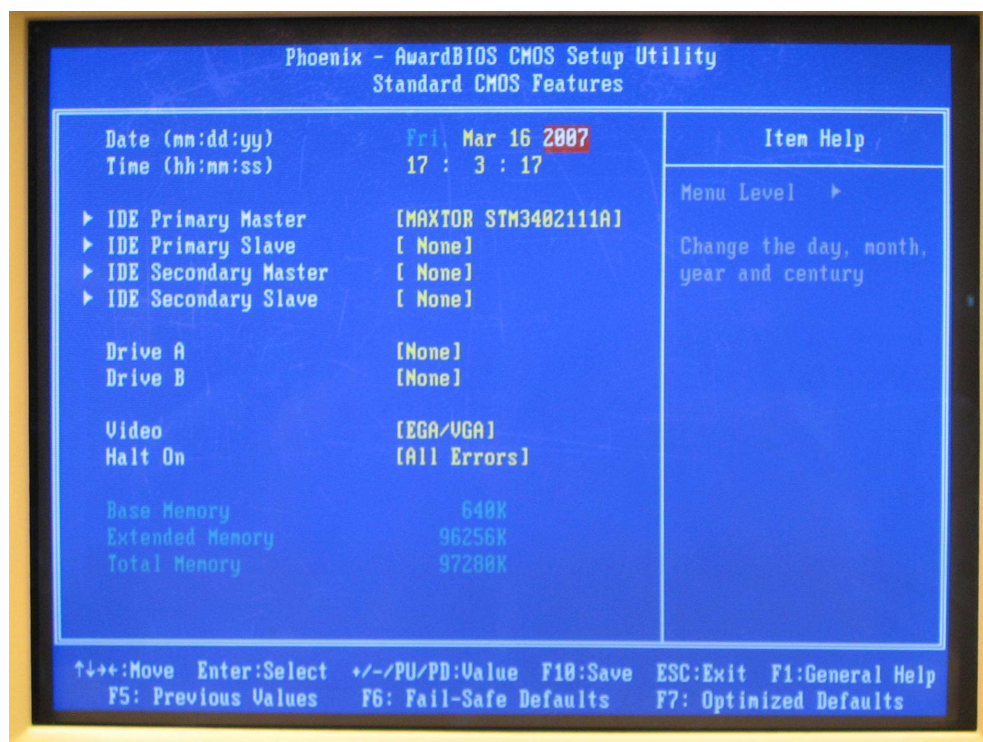 Phoenix - AwardBIOS CMOS Setup Utility
Standard CMOS Features
Date (mm:dd:yy) Fri, Mar 16 2007
Time (hh:mm:ss) 17 : 3 : 17
IDE Primary Master [MAXTOR STM3402111A]
IDE Primary Slave [ None]
IDE Secondary Master [ None]
IDE Secondary Slave [ None]
Drive A [None]
Drive B [None]
Video [EGA/VGA]
Halt On [All Errors]
Base Memory 640K
Extended Memory 96256K
Total Memory 97280K
Item Help
Menu Level ▶
Change the day, month,
year and century
↑↓→←:Move Enter:Select +/-/PU/PD:Value F10:Save ESC:Exit F1:General Help
F5: Previous Values F6: Fail-Safe Defaults F7: Optimized Defaults